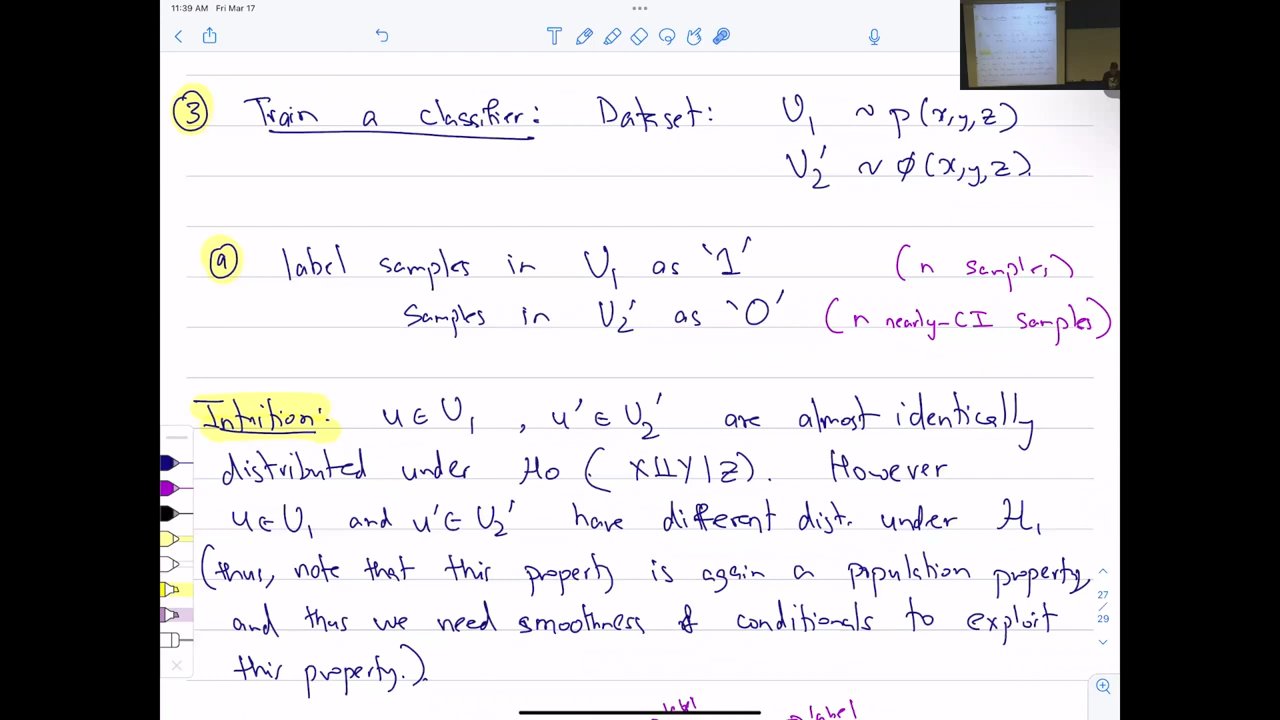 11:39 AM Fri Mar 17
③ Train a classifier: Dataset: U₁ ~ p(x,y,z)
U₂' ~ φ(x,y,z).
ⓐ label samples in U₁ as '1' (n samples)
Samples in U₂' as '0' (n nearly-CI samples)
Intuition: u ∈ U₁ , u' ∈ U₂' are almost identically
distributed under H₀ ( X⫫Y|Z). However
u ∈ U₁ and u' ∈ U₂' have different dist. under H₁
(thus, note that this property is again a population property,
and thus we need smoothness of conditionals to exploit
this property.).
label label
27
/
29